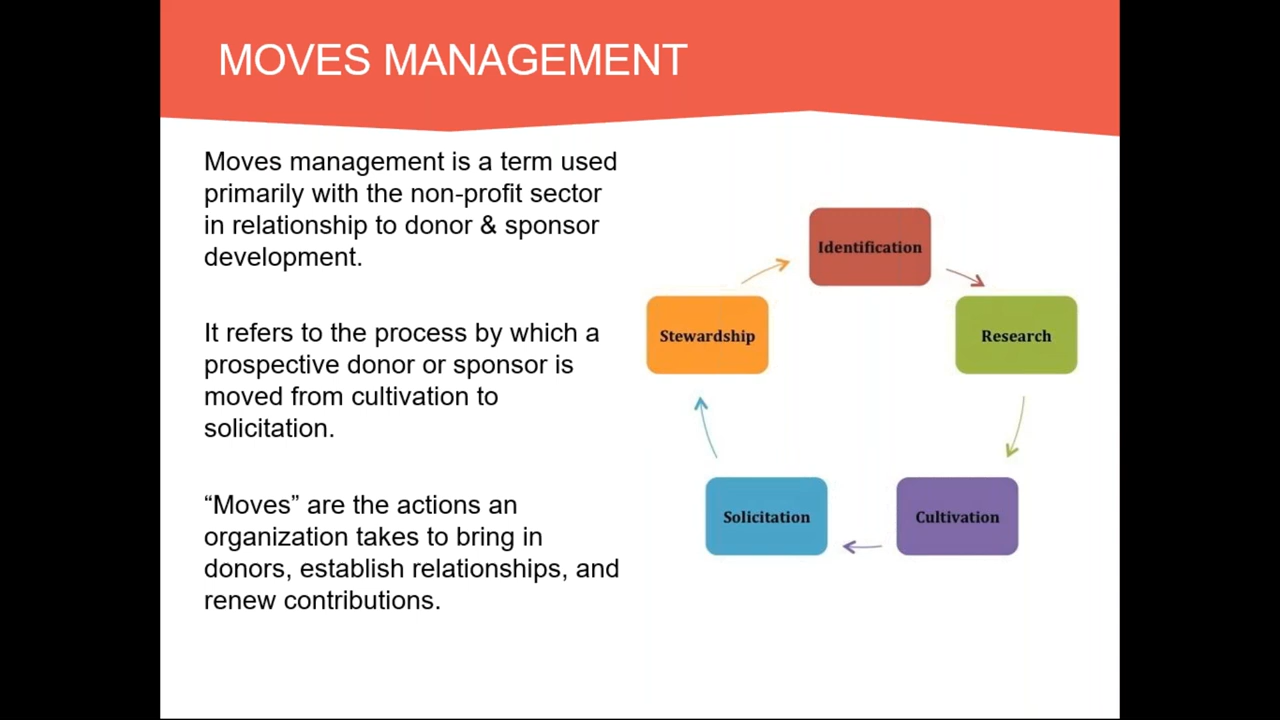 MOVES MANAGEMENT
Moves management is a term used
primarily with the non-profit sector
in relationship to donor & sponsor
development.
It refers to the process by which a
prospective donor or sponsor is
moved from cultivation to
solicitation.
“Moves” are the actions an
organization takes to bring in
donors, establish relationships, and
renew contributions.
Identification
Research
Cultivation
Solicitation
Stewardship